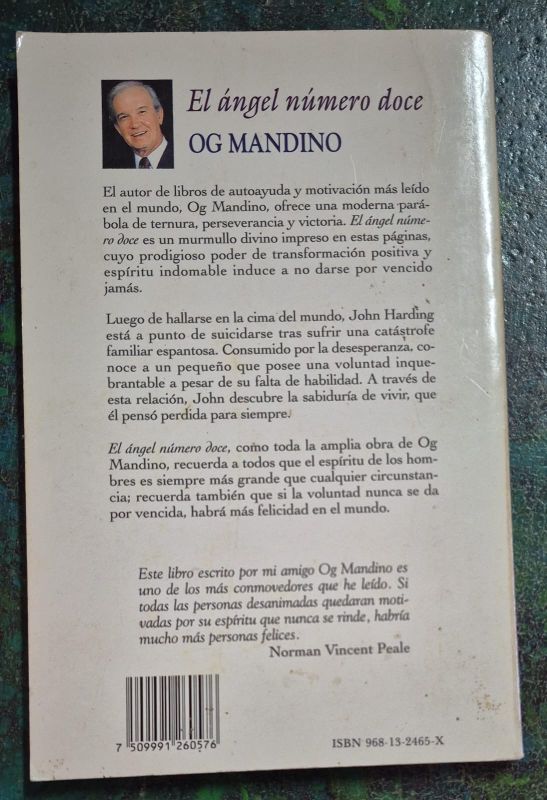 El ángel número doce
OG MANDINO
El autor de libros de autoayuda y motivación más leído
en el mundo, Og Mandino, ofrece una moderna pará-
bola de ternura, perseverancia y victoria. El ángel núme-
ro doce es un murmullo divino impreso en estas páginas,
cuyo prodigioso poder de transformación positiva y
espíritu indomable induce a no darse por vencido
jamás.
Luego de hallarse en la cima del mundo, John Harding
está a punto de suicidarse tras sufrir una catástrofe
familiar espantosa. Consumido por la desesperanza, co-
noce a un pequeño que posee una voluntad inque-
brantable a pesar de su falta de habilidad. A través de
esta relación, John descubre la sabiduría de vivir, que
él pensó perdida para siempre.
El ángel número doce, como toda la amplia obra de Og
Mandino, recuerda a todos que el espíritu de los hom-
bres es siempre más grande que cualquier circunstan-
cia; recuerda también que si la voluntad nunca se da
por vencida, habrá más felicidad en el mundo.
Este libro escrito por mi amigo Og Mandino es
uno de los más conmovedores que he leído. Si
todas las personas desanimadas quedaran moti-
vadas por su espíritu que nunca se rinde, habría
mucho más personas felices.
Norman Vincent Peale
7 509991 260576
ISBN 968-13-2465-X